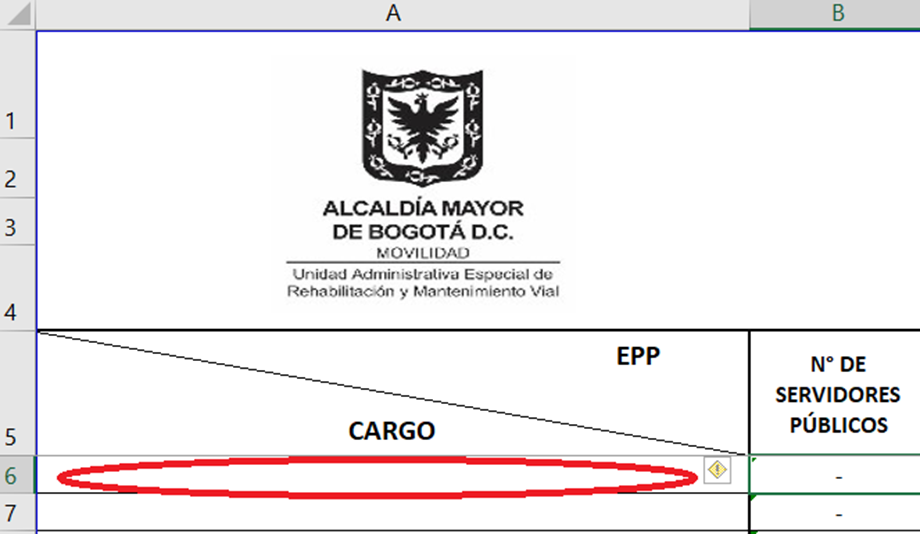 A
B
1
2
3
4
5
6
7
ALCALDÍA MAYOR
DE BOGOTÁ D.C.
MOVILIDAD
Unidad Administrativa Especial de
Rehabilitación y Mantenimiento Vial
EPP
CARGO
N° DE
SERVIDORES
PÚBLICOS
-
-